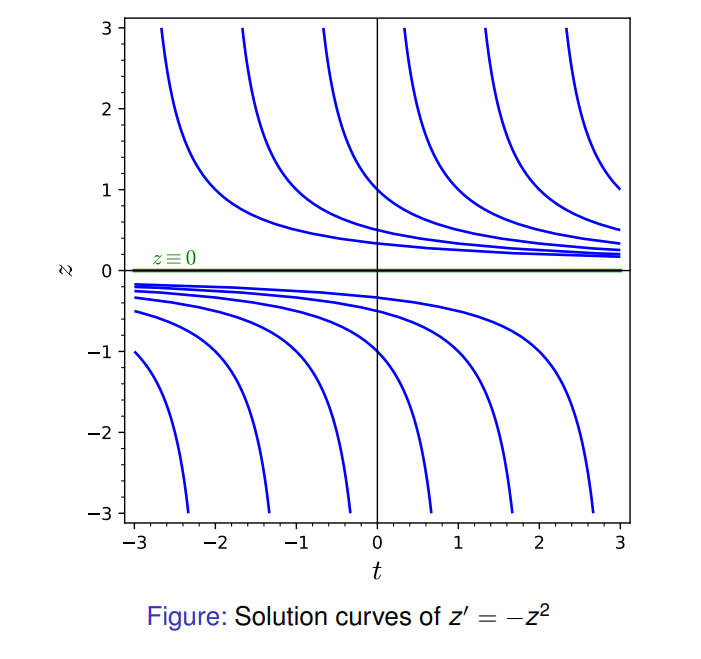 3
2
1
0
−1
−2
−3
z
z ≡ 0
−3 −2 −1 0 1 2 3
t
Figure: Solution curves of z′ = −z²